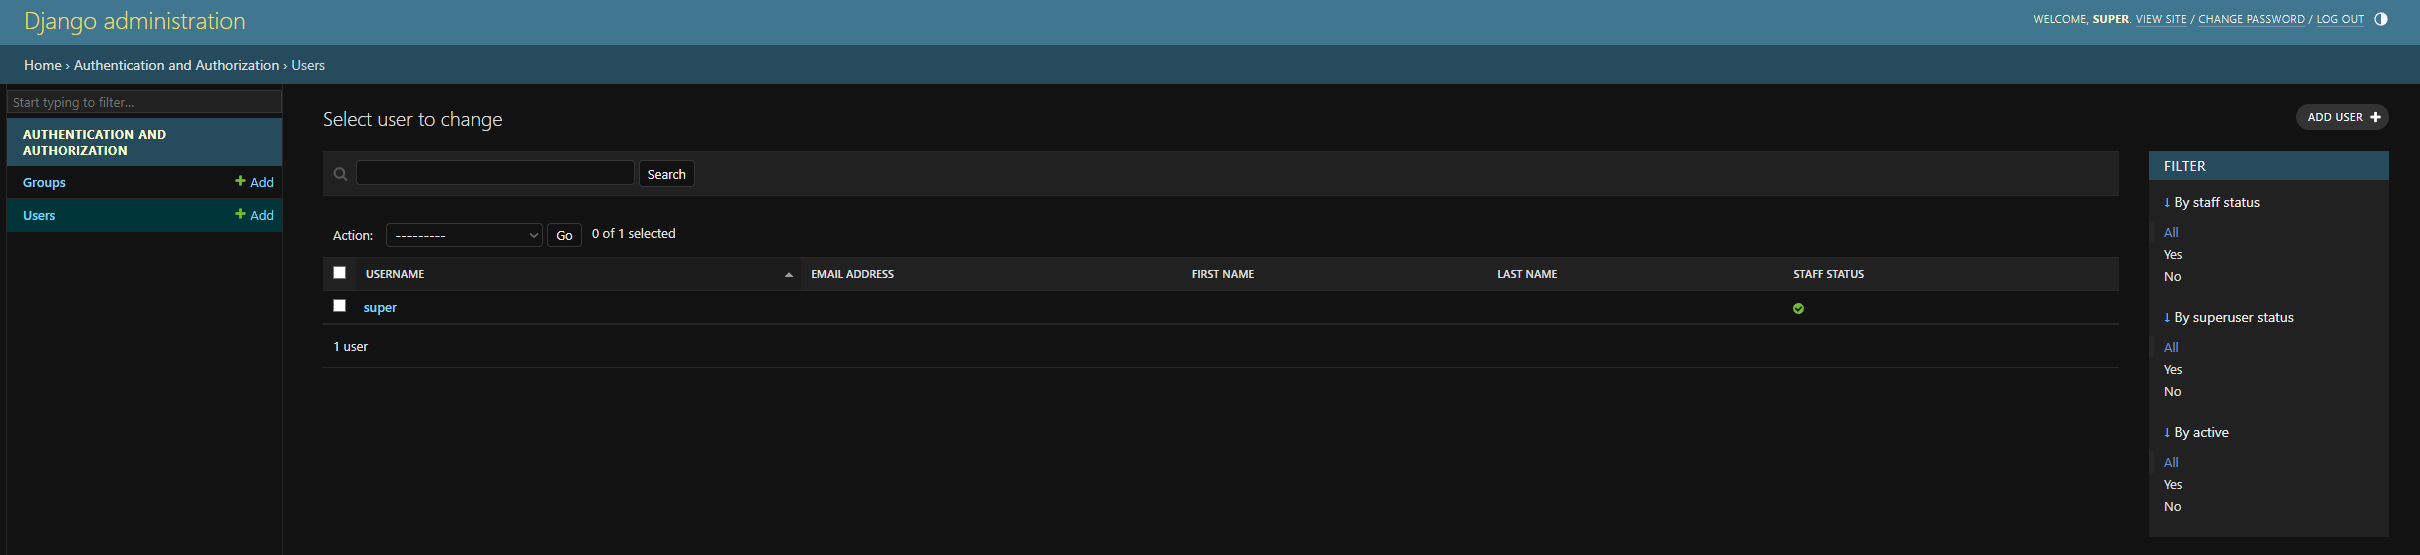 Django administration
WELCOME, SUPER. VIEW SITE / CHANGE PASSWORD / LOG OUT
Home › Authentication and Authorization › Users
Start typing to filter...
AUTHENTICATION AND
AUTHORIZATION
Groups
Add
Users
Add
Select user to change
ADD USER
Search
Action:
---------
Go
0 of 1 selected
USERNAME
EMAIL ADDRESS
FIRST NAME
LAST NAME
STAFF STATUS
super
1 user
FILTER
↓ By staff status
All
Yes
No
↓ By superuser status
All
Yes
No
↓ By active
All
Yes
No